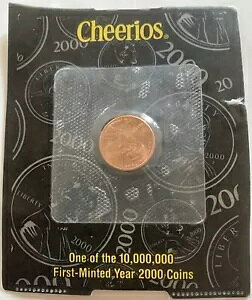 Cheerios®
2000
2000
LIBERTY
LIBERTY
2000
One of the 10,000,000
First-Minted Year 2000 Coins